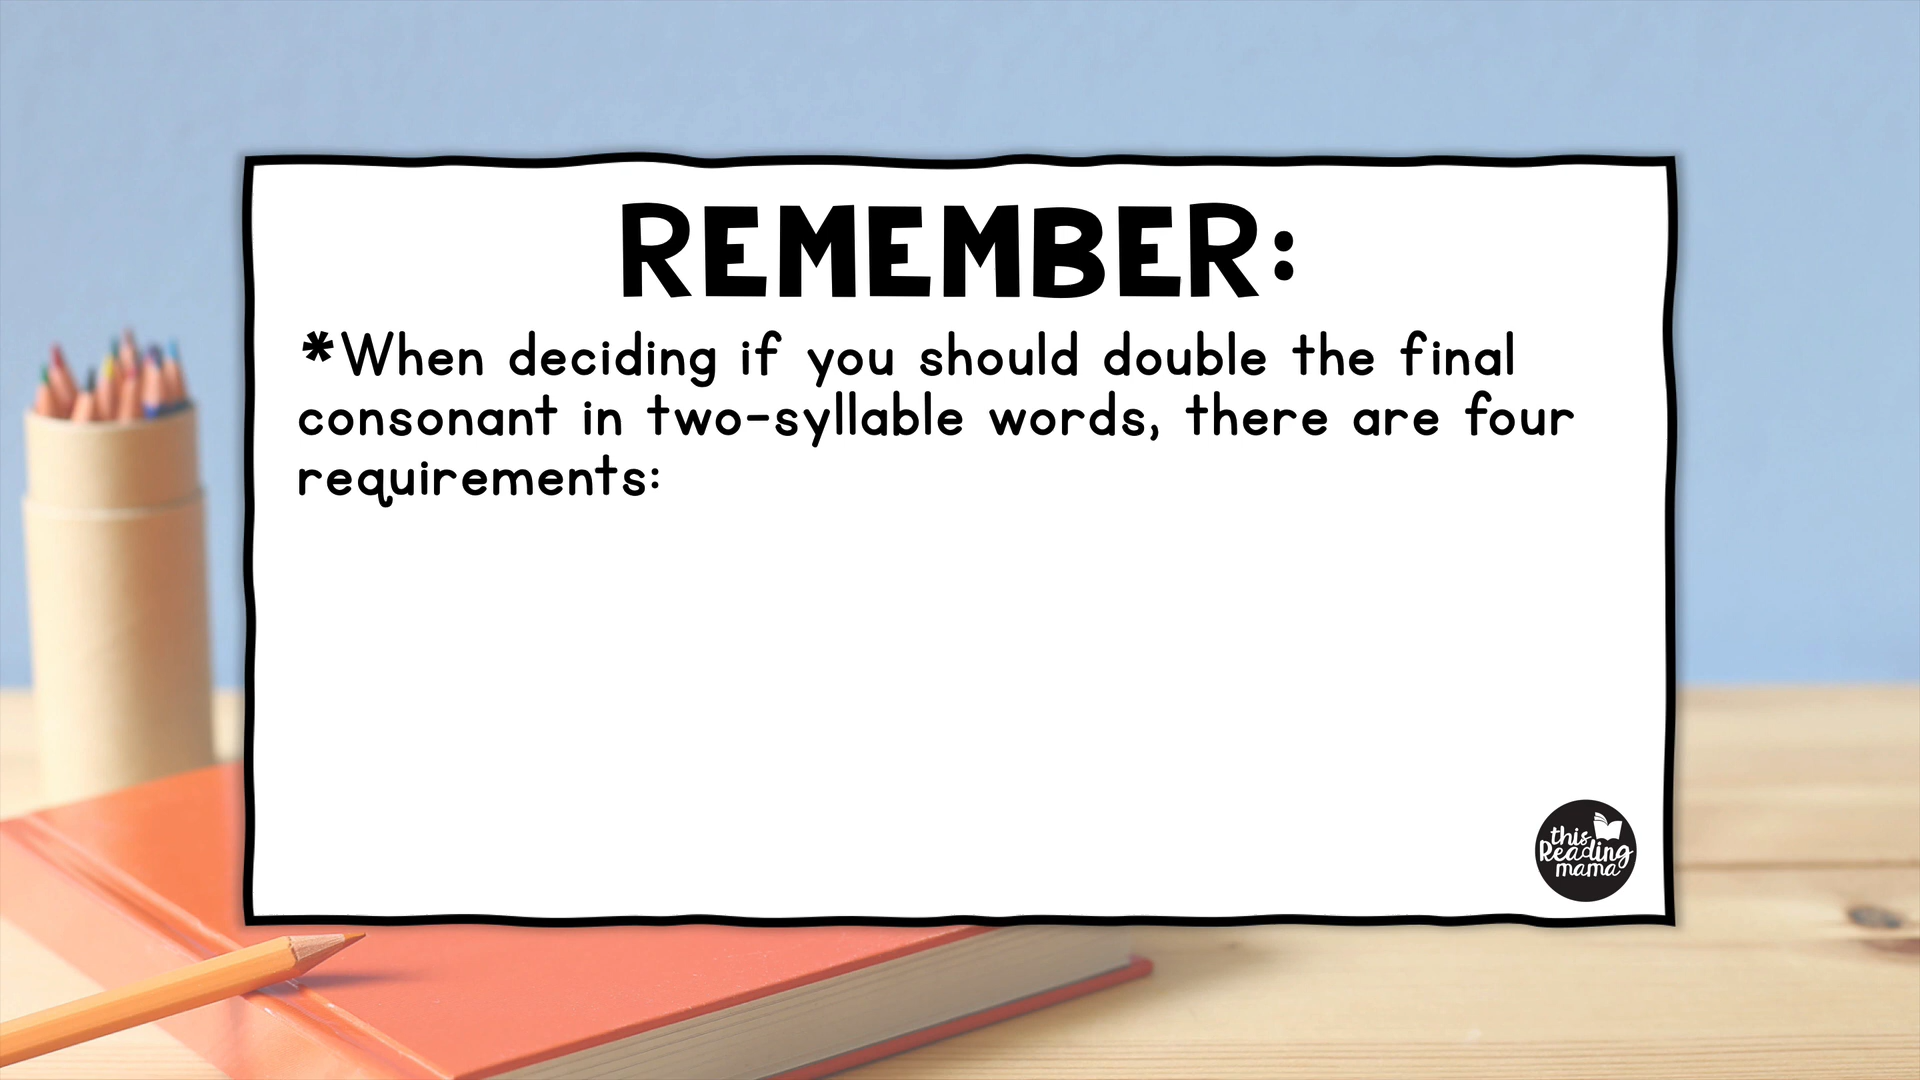 REMEMBER:
*When deciding if you should double the final
consonant in two-syllable words, there are four
requirements:
this
Reading
mama